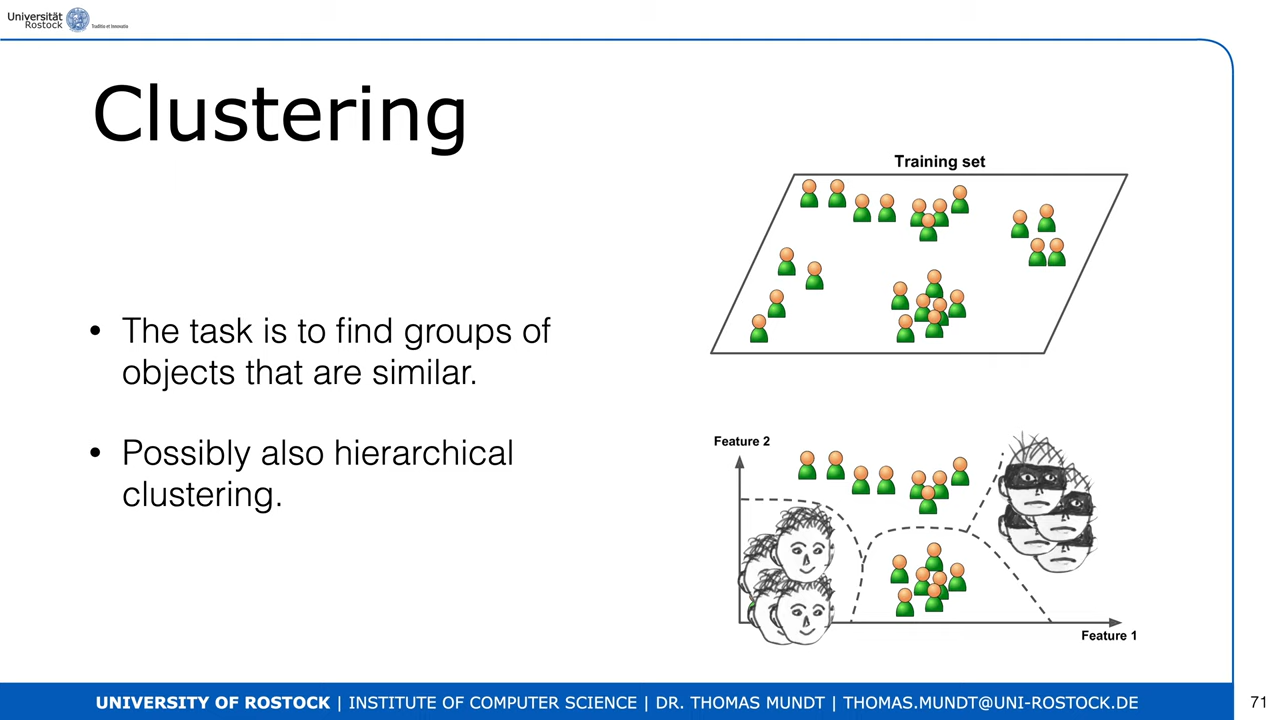 Universität
Rostock
Traditio et Innovatio
Clustering
Training set
• The task is to find groups of
objects that are similar.
• Possibly also hierarchical
clustering.
Feature 2
Feature 1
UNIVERSITY OF ROSTOCK | INSTITUTE OF COMPUTER SCIENCE | DR. THOMAS MUNDT | THOMAS.MUNDT@UNI-ROSTOCK.DE
71